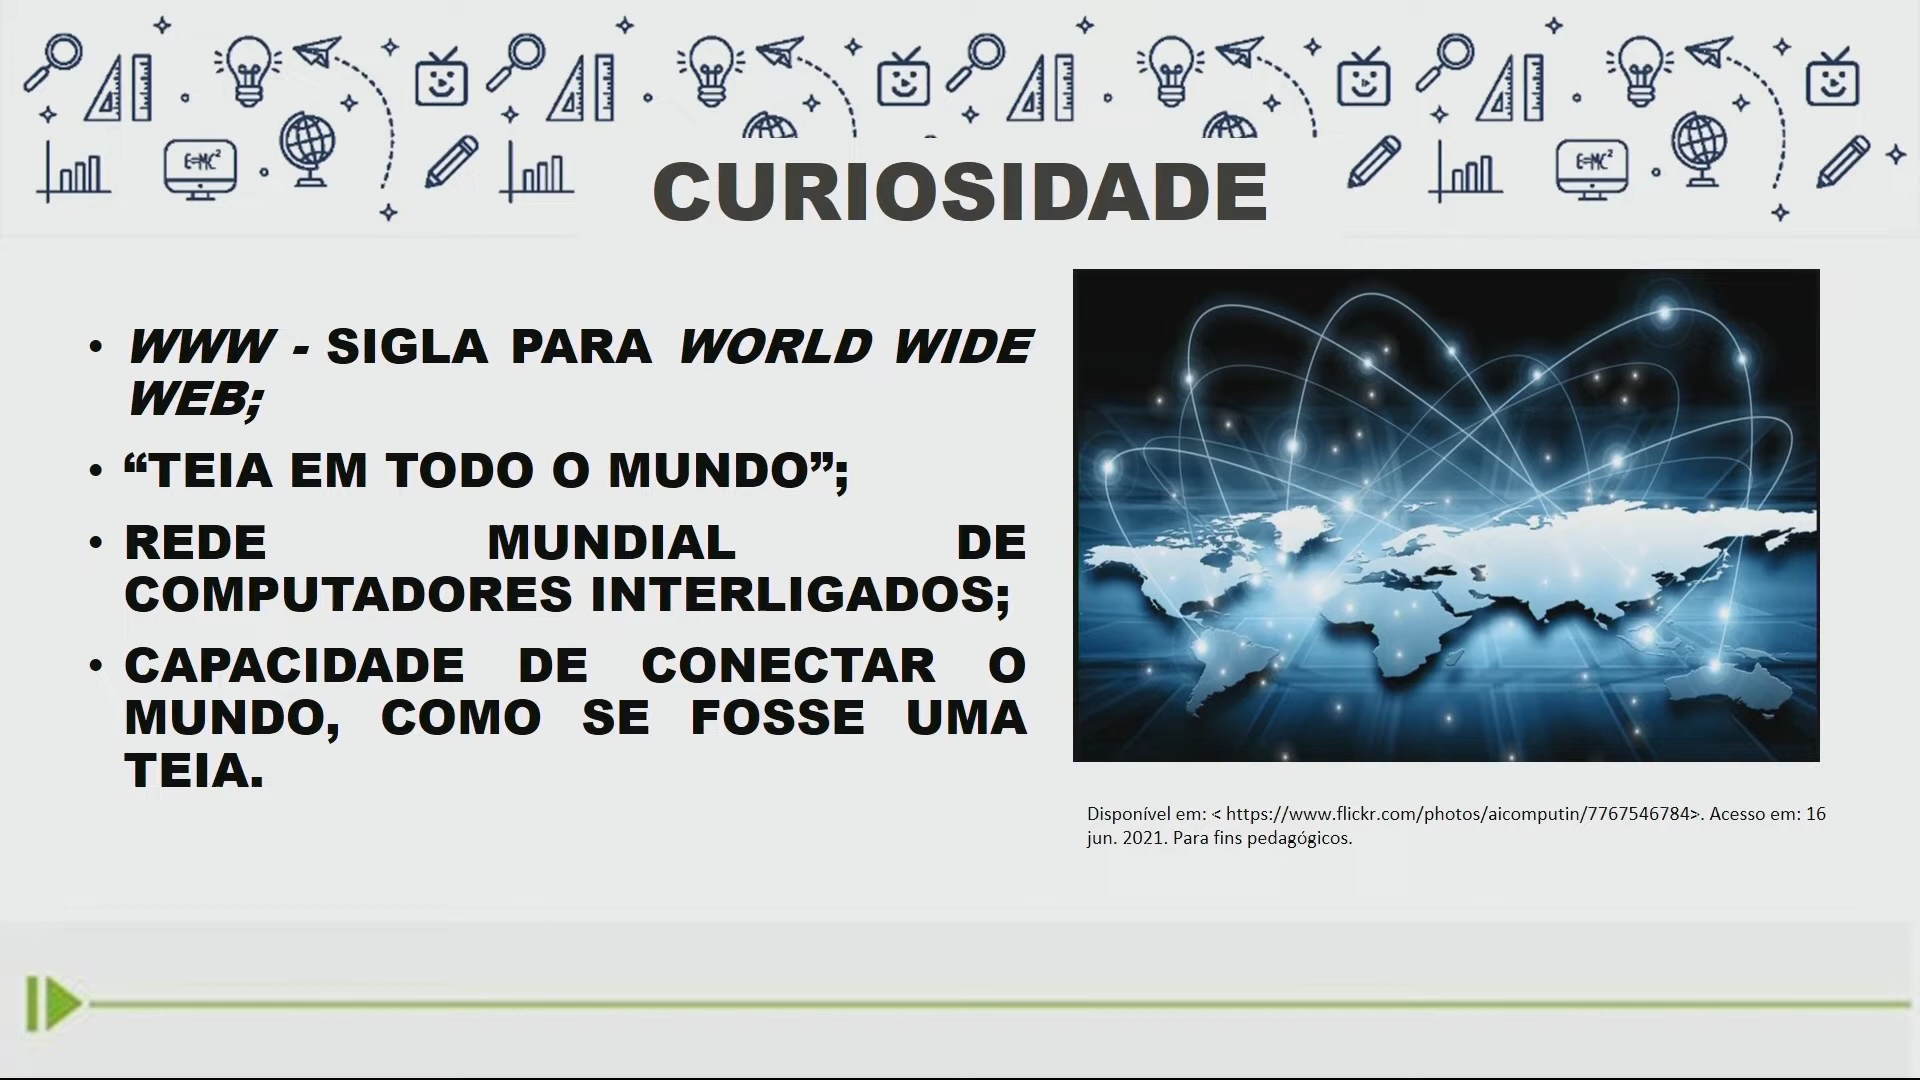 E=MC²
E=MC²
CURIOSIDADE
• WWW - SIGLA PARA WORLD WIDE
WEB;
• “TEIA EM TODO O MUNDO”;
• REDE MUNDIAL DE
COMPUTADORES INTERLIGADOS;
• CAPACIDADE DE CONECTAR O
MUNDO, COMO SE FOSSE UMA
TEIA.
Disponível em: < https://www.flickr.com/photos/aicomputin/7767546784>. Acesso em: 16
jun. 2021. Para fins pedagógicos.